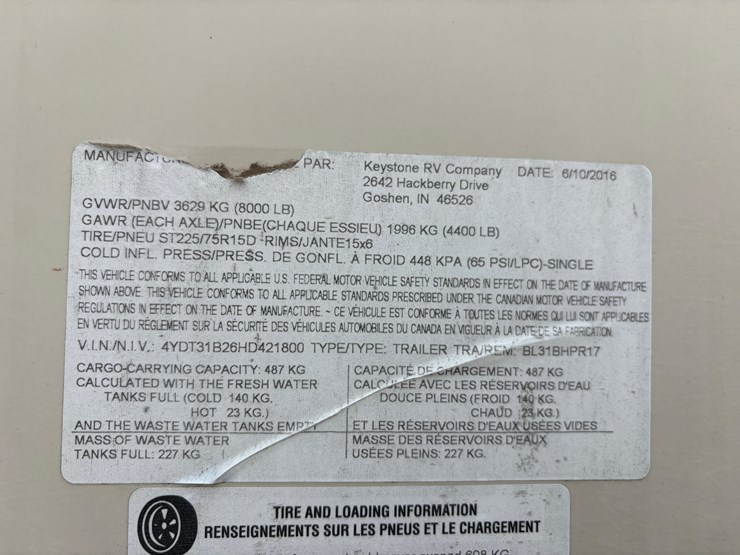 PAR: Keystone RV Company DATE: 6/10/2016
2642 Hackberry Drive
Goshen, IN 46526
GVWR/PNBV 3629 KG (8000 LB)
GAWR (EACH AXLE)/PNBE(CHAQUE ESSIEU) 1996 KG (4400 LB)
TIRE/PNEU ST225/75R15D RIMS/JANTE15x6
COLD INFL. PRESS/PRESS. DE GONFL. À FROID 448 KPA (65 PSI/LPC)-SINGLE
THIS VEHICLE CONFORMS TO ALL APPLICABLE U.S. FEDERAL MOTOR VEHICLE SAFETY STANDARDS IN EFFECT ON THE DATE OF MANUFACTURE
SHOWN ABOVE. THIS VEHICLE CONFORMS TO ALL APPLICABLE STANDARDS PRESCRIBED UNDER THE CANADIAN MOTOR VEHICLE SAFETY
REGULATIONS IN EFFECT ON THE DATE OF MANUFACTURE. ~ CE VÉHICULE EST CONFORME À TOUTES LES NORMES QUI LUI SONT APPLICABLES
EN VERTU DU RÉGLEMENT SUR LA SÉCURITÉ DES VÉHICULES AUTOMOBILES DU CANADA EN VIGUEUR À LA DATE DE SA FABRICATION.
V.I.N./N.I.V.: 4YDT31B26HD421800 TYPE/TYPE: TRAILER TRA/REM: BL31BHPR17
CARGO-CARRYING CAPACITY: 487 KG
CALCULATED WITH THE FRESH WATER
TANKS FULL (COLD 140 KG.
HOT 23 KG.)
AND THE WASTE WATER TANKS EMPTY
MASS OF WASTE WATER
TANKS FULL: 227 KG
CAPACITÉ DE CHARGEMENT: 487 KG
CALCULÉE AVEC LES RÉSERVOIRS D'EAU
DOUCE PLEINS (FROID 140 KG.
CHAUD 23 KG.)
ET LES RÉSERVOIRS D'EAUX USÉES VIDES
MASSE DES RÉSERVOIRS D'EAUX
USÉES PLEINS: 227 KG.
TIRE AND LOADING INFORMATION
RENSEIGNEMENTS SUR LES PNEUS ET LE CHARGEMENT